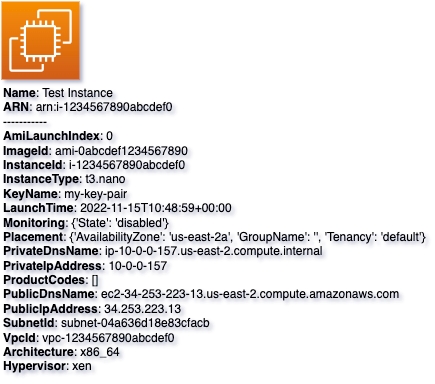 Name: Test Instance
ARN: arn:i-1234567890abcdef0
-----------
AmiLaunchIndex: 0
ImageId: ami-0abcdef1234567890
InstanceId: i-1234567890abcdef0
InstanceType: t3.nano
KeyName: my-key-pair
LaunchTime: 2022-11-15T10:48:59+00:00
Monitoring: {'State': 'disabled'}
Placement: {'AvailabilityZone': 'us-east-2a', 'GroupName': '', 'Tenancy': 'default'}
PrivateDnsName: ip-10-0-0-157.us-east-2.compute.internal
PrivateIpAddress: 10-0-0-157
ProductCodes: []
PublicDnsName: ec2-34-253-223-13.us-east-2.compute.amazonaws.com
PublicIpAddress: 34.253.223.13
SubnetId: subnet-04a636d18e83cfacb
VpcId: vpc-1234567890abcdef0
Architecture: x86_64
Hypervisor: xen